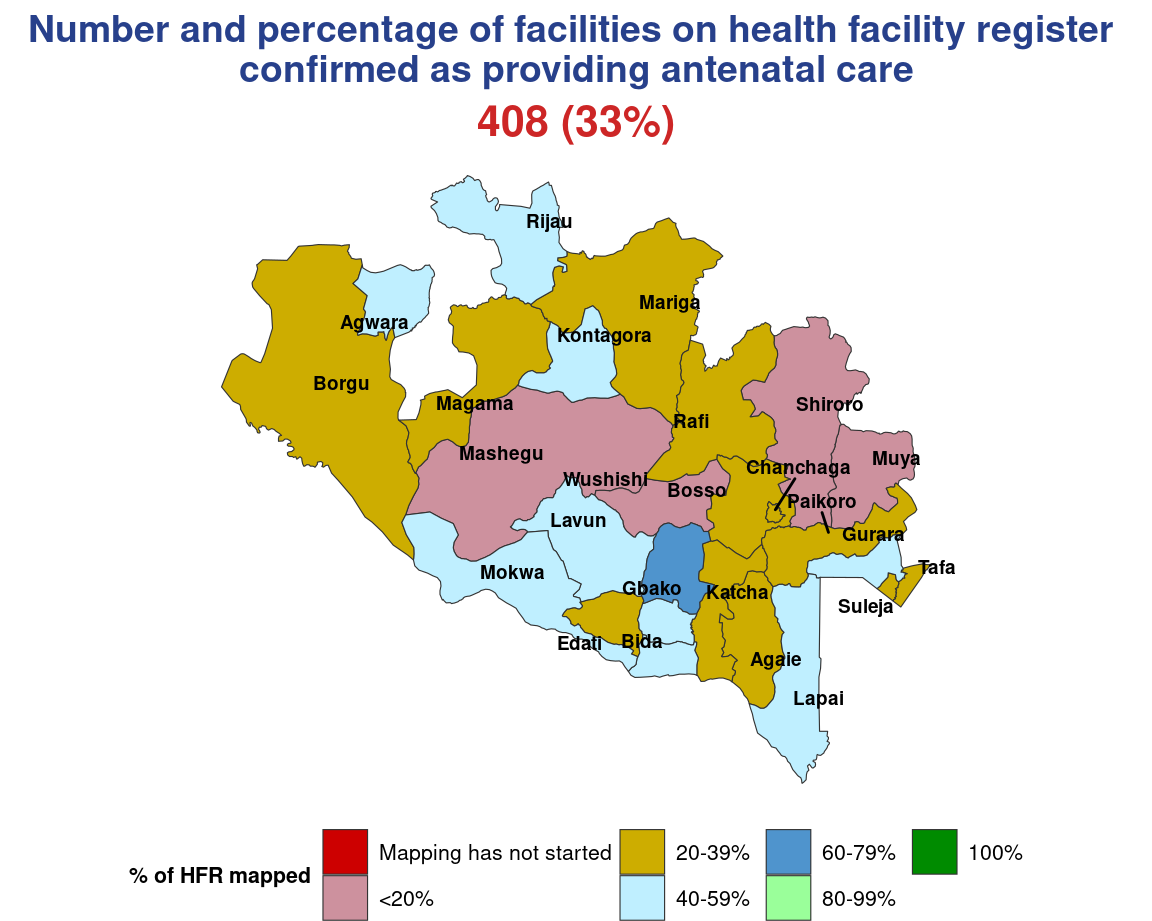 Number and percentage of facilities on health facility register
confirmed as providing antenatal care
408 (33%)
Rijau
Mariga
Agwara
Kontagora
Borgu
Magama
Shiroro
Rafi
Mashegu
Muya
Chanchaga
Wushishi
Bosso
Paikoro
Lavun
Gurara
Tafa
Mokwa
Gbako
Katcha
Suleja
Edati
Bida
Agaie
Lapai
% of HFR mapped
Mapping has not started
<20%
20-39%
40-59%
60-79%
80-99%
100%